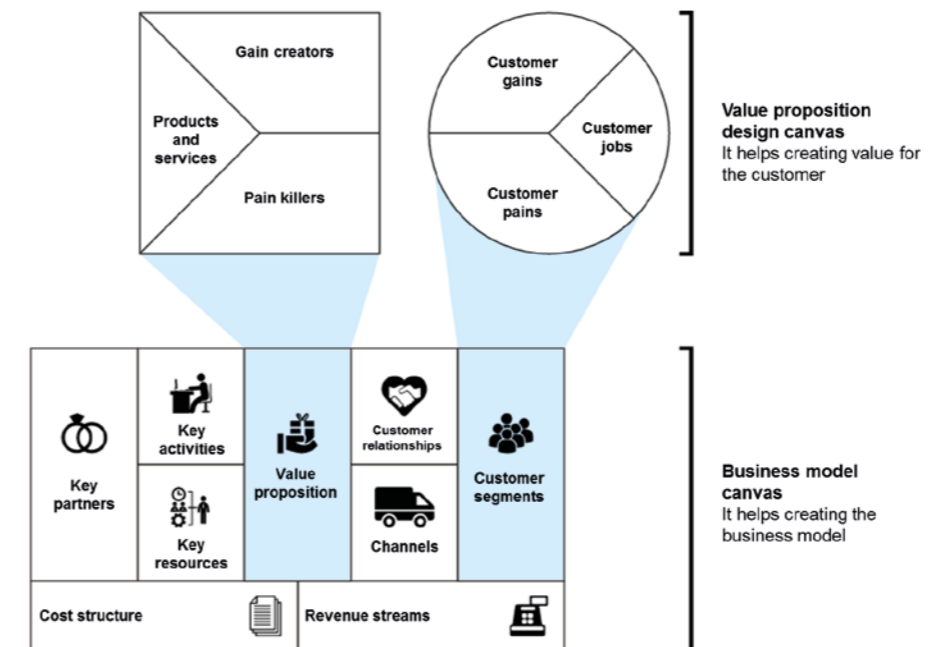 Gain creators
Products
and
services
Pain killers
Customer
gains
Customer
jobs
Customer
pains
Value proposition
design canvas
It helps creating value for
the customer
Key
partners
Key
activities
Key
resources
Value
proposition
Customer
relationships
Channels
Customer
segments
Cost structure
Revenue streams
Business model
canvas
It helps creating the
business model